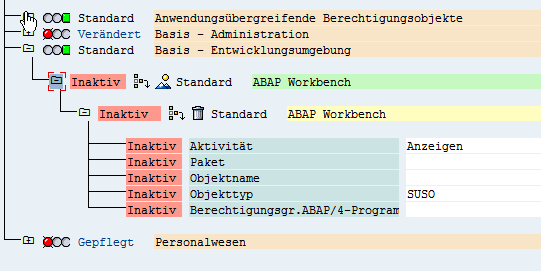 Standard Anwendungsübergreifende Berechtigungsobjekte
Verändert Basis - Administration
Standard Basis - Entwicklungsumgebung
Inaktiv Standard ABAP Workbench
Inaktiv Standard ABAP Workbench
Inaktiv Aktivität Anzeigen
Inaktiv Paket
Inaktiv Objektname
Inaktiv Objekttyp SUSO
Inaktiv Berechtigungsgr.ABAP/4-Program
Gepflegt Personalwesen